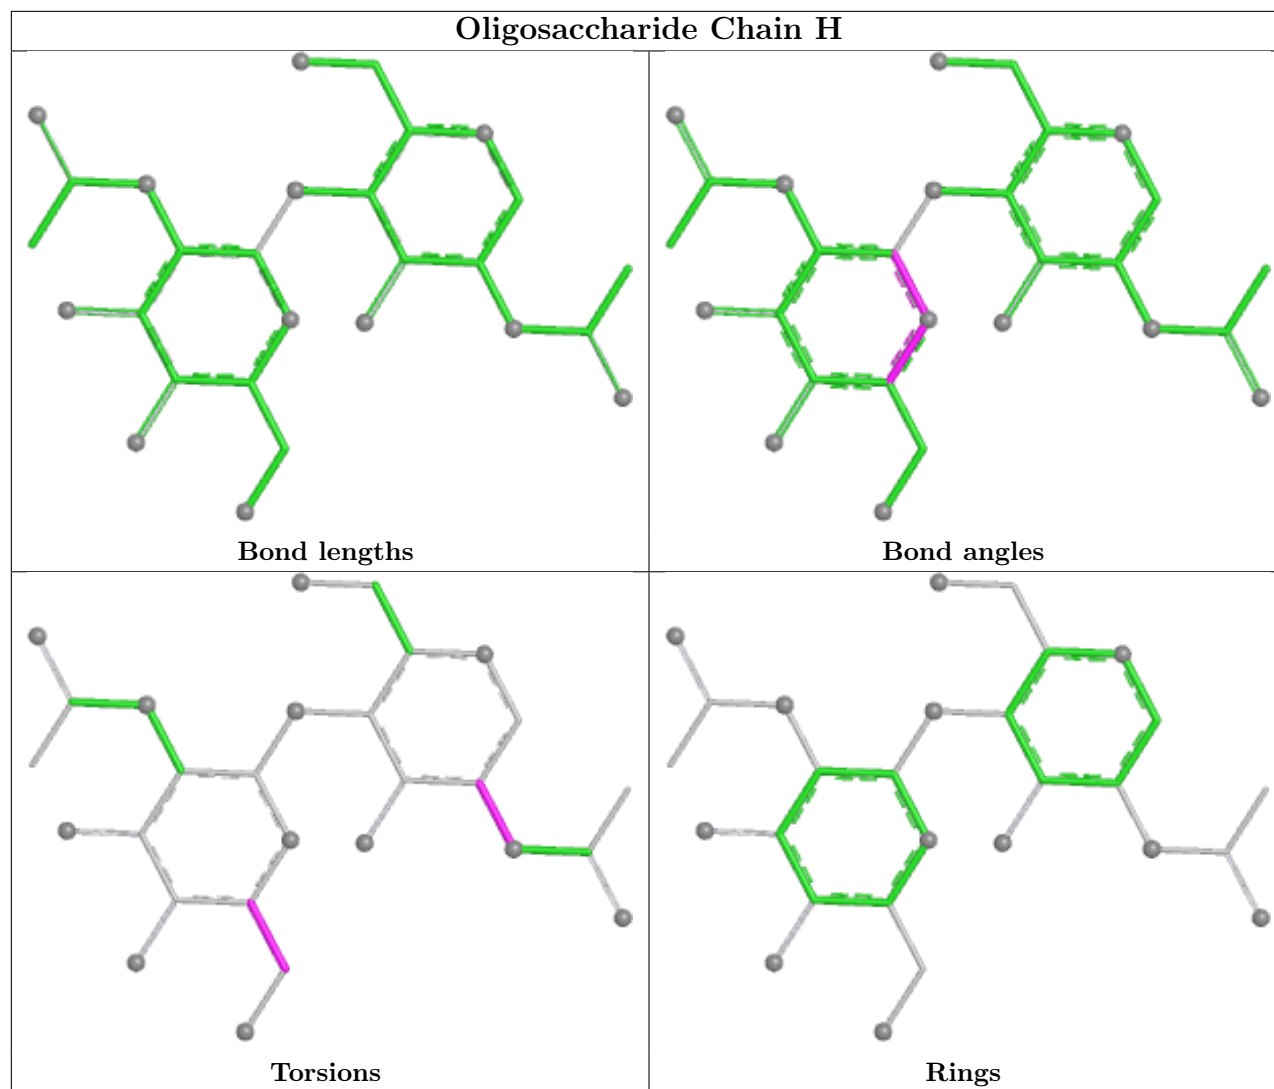 Oligosaccharide Chain H
Bond lengths
Bond angles
Torsions
Rings